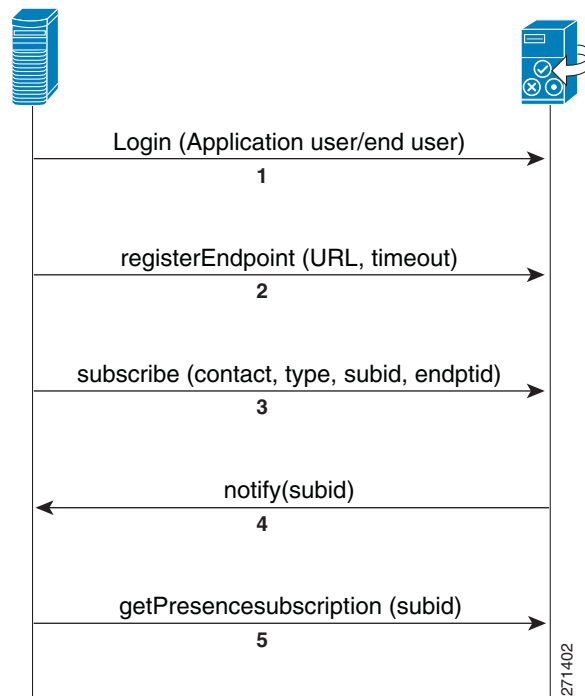 Login (Application user/end user)
1
registerEndpoint (URL, timeout)
2
subscribe (contact, type, subid, endptid)
3
notify(subid)
4
getPresencesubscription (subid)
5
271402